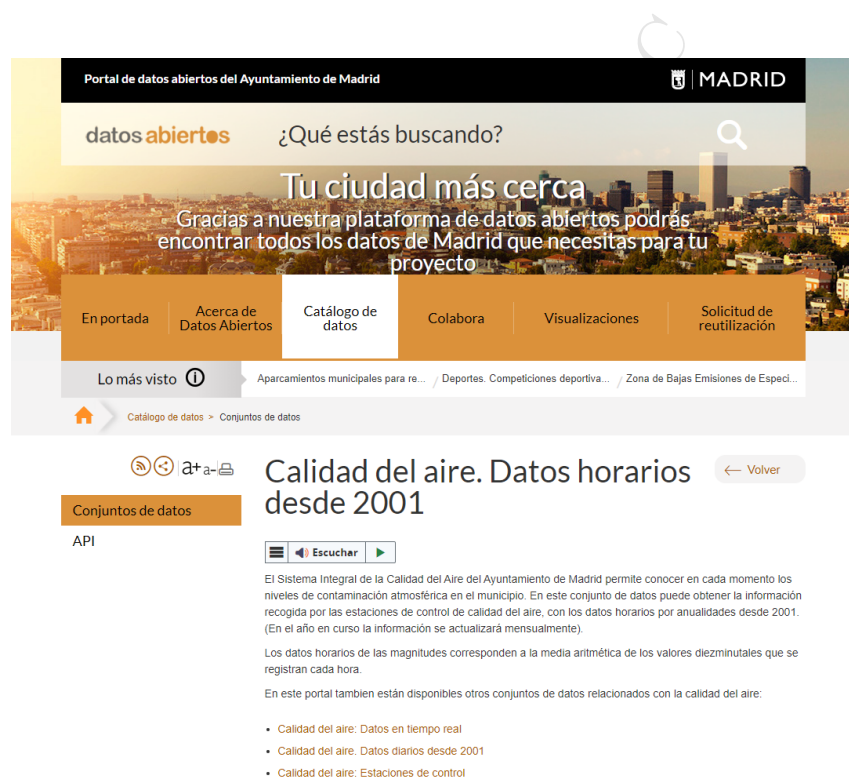 Portal de datos abiertos del Ayuntamiento de Madrid
MADRID
datos abiertos
¿Qué estás buscando?
Tu ciudad más cerca
Gracias a nuestra plataforma de datos abiertos podrás
encontrar todos los datos de Madrid que necesitas para tu
proyecto
En portada
Acerca de
Datos Abiertos
Catálogo de
datos
Colabora
Visualizaciones
Solicitud de
reutilización
Lo más visto
Aparcamientos municipales para re... / Deportes. Competiciones deportiva... / Zona de Bajas Emisiones de Especi...
Catálogo de datos > Conjuntos de datos
a+ a-
Calidad del aire. Datos horarios
desde 2001
Volver
Conjuntos de datos
API
Escuchar
El Sistema Integral de la Calidad del Aire del Ayuntamiento de Madrid permite conocer en cada momento los
niveles de contaminación atmosférica en el municipio. En este conjunto de datos puede obtener la información
recogida por las estaciones de control de calidad del aire, con los datos horarios por anualidades desde 2001.
(En el año en curso la información se actualizará mensualmente).
Los datos horarios de las magnitudes corresponden a la media aritmética de los valores diezminutales que se
registran cada hora.
En este portal tambien están disponibles otros conjuntos de datos relacionados con la calidad del aire:
• Calidad del aire: Datos en tiempo real
• Calidad del aire. Datos diarios desde 2001
• Calidad del aire: Estaciones de control